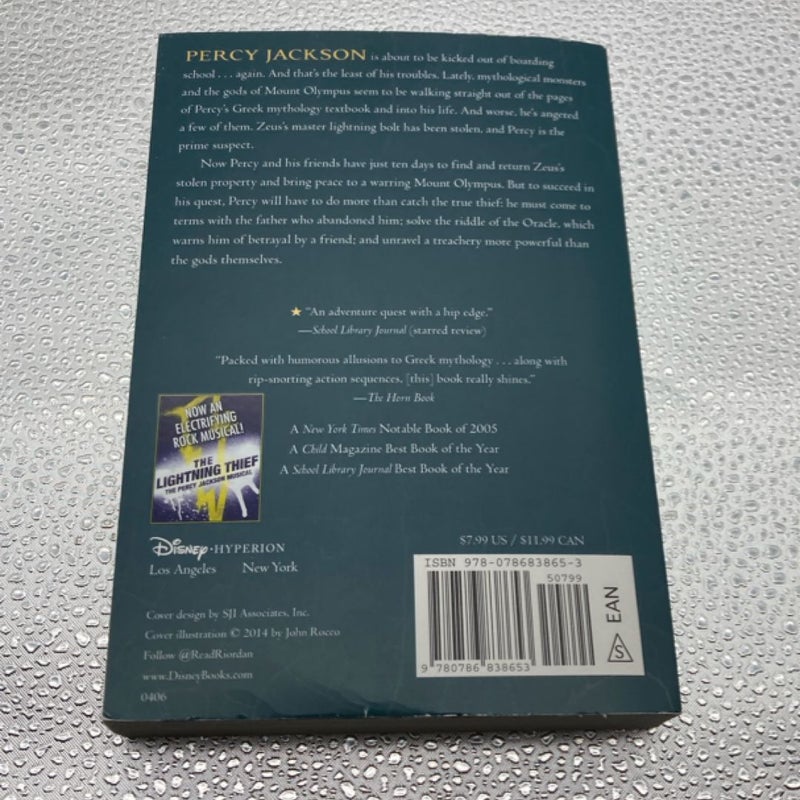 PERCY JACKSON is about to be kicked out of boarding
school . . . again. And that's the least of his troubles. Lately, mythological monsters
and the gods of Mount Olympus seem to be walking straight out of the pages
of Percy's Greek mythology textbook and into his life. And worse, he's angered
a few of them. Zeus's master lightning bolt has been stolen, and Percy is the
prime suspect.
Now Percy and his friends have just ten days to find and return Zeus's
stolen property and bring peace to a warring Mount Olympus. But to succeed in
his quest, Percy will have to do more than catch the true thief: he must come to
terms with the father who abandoned him; solve the riddle of the Oracle, which
warns him of betrayal by a friend; and unravel a treachery more powerful than
the gods themselves.
★ "An adventure quest with a hip edge."
—School Library Journal (starred review)
"Packed with humorous allusions to Greek mythology . . . along with
rip-snorting action sequences, [this] book really shines."
—The Horn Book
A New York Times Notable Book of 2005
A Child Magazine Best Book of the Year
A School Library Journal Best Book of the Year
NOW AN
ELECTRIFYING
ROCK MUSICAL!
THE
LIGHTNING THIEF
THE PERCY JACKSON MUSICAL
Disney • HYPERION
Los Angeles New York
$7.99 US / $11.99 CAN
ISBN 978-078683865-3
50799
9 780786 838653
EAN
S
Cover design by SJI Associates, Inc.
Cover illustration © 2014 by John Rocco
Follow @ReadRiordan
www.DisneyBooks.com
0406